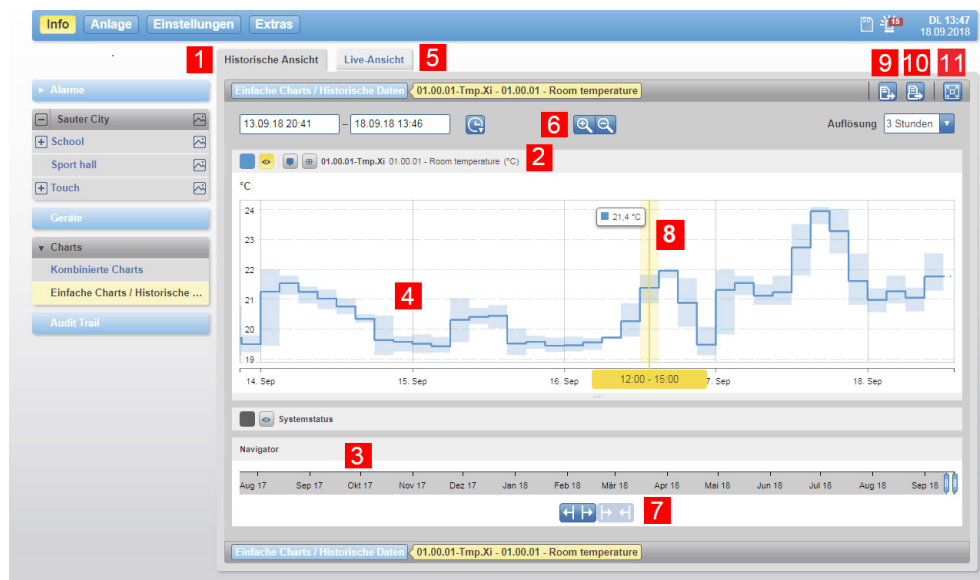 Info Anlage Einstellungen Extras 15 Di. 13:47
18.09.2018
1 Historische Ansicht Live-Ansicht 5 9 10 11
Alarme
Einfache Charts / Historische Daten 01.00.01-Tmp.Xi - 01.00.01 - Room temperature
Sauter City
School
Sport hall
Touch
Geräte
Charts
Kombinierte Charts
Einfache Charts / Historische ...
Audit Trail
13.09.18 20:41 – 18.09.18 13:46 6 Auflösung 3 Stunden
01.00.01-Tmp.Xi 01.00.01 - Room temperature (°C) 2
°C
24
21,4 °C
8
23
22
4
21
20
19
14. Sep 15. Sep 16. Sep 12:00 - 15:00 7. Sep 18. Sep
...
Systemstatus
Navigator
3
Aug 17 Sep 17 Okt 17 Nov 17 Dez 17 Jan 18 Feb 18 Mär 18 Apr 18 Mai 18 Jun 18 Jul 18 Aug 18 Sep 18
7
Einfache Charts / Historische Daten 01.00.01-Tmp.Xi - 01.00.01 - Room temperature